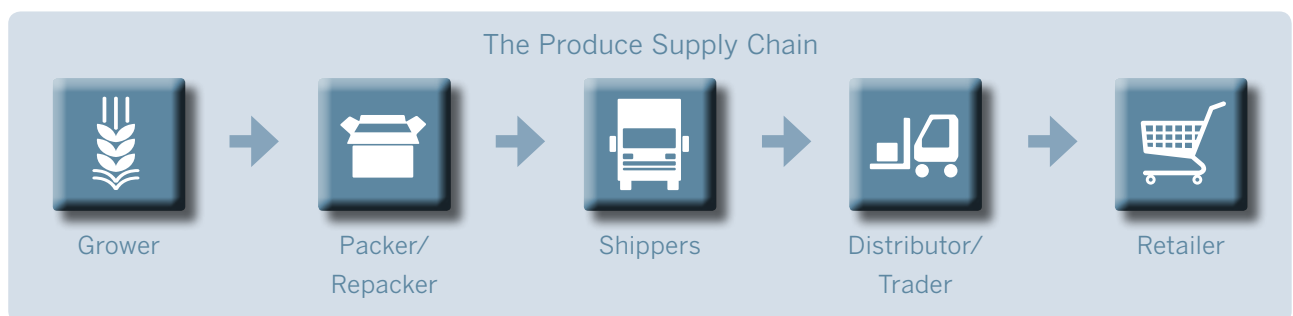 The Produce Supply Chain
Grower
Packer/
Repacker
Shippers
Distributor/
Trader
Retailer